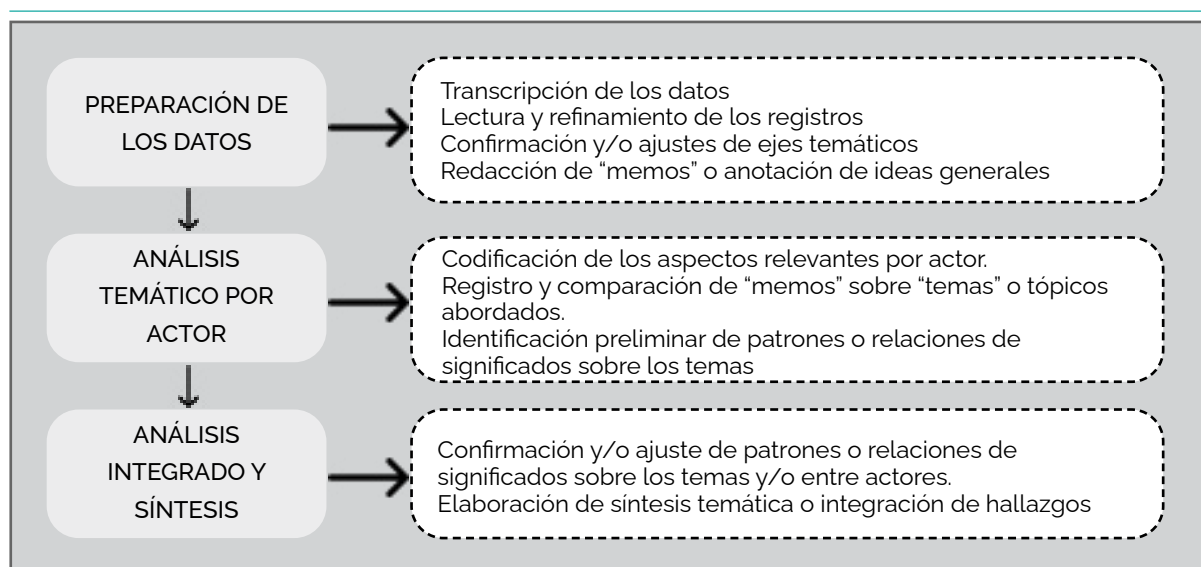 PREPARACIÓN DE
LOS DATOS
Transcripción de los datos
Lectura y refinamiento de los registros
Confirmación y/o ajustes de ejes temáticos
Redacción de “memos” o anotación de ideas generales
ANÁLISIS
TEMÁTICO POR
ACTOR
Codificación de los aspectos relevantes por actor.
Registro y comparación de “memos” sobre “temas” o tópicos
abordados.
Identificación preliminar de patrones o relaciones de
significados sobre los temas
ANÁLISIS
INTEGRADO Y
SÍNTESIS
Confirmación y/o ajuste de patrones o relaciones de
significados sobre los temas y/o entre actores.
Elaboración de síntesis temática o integración de hallazgos